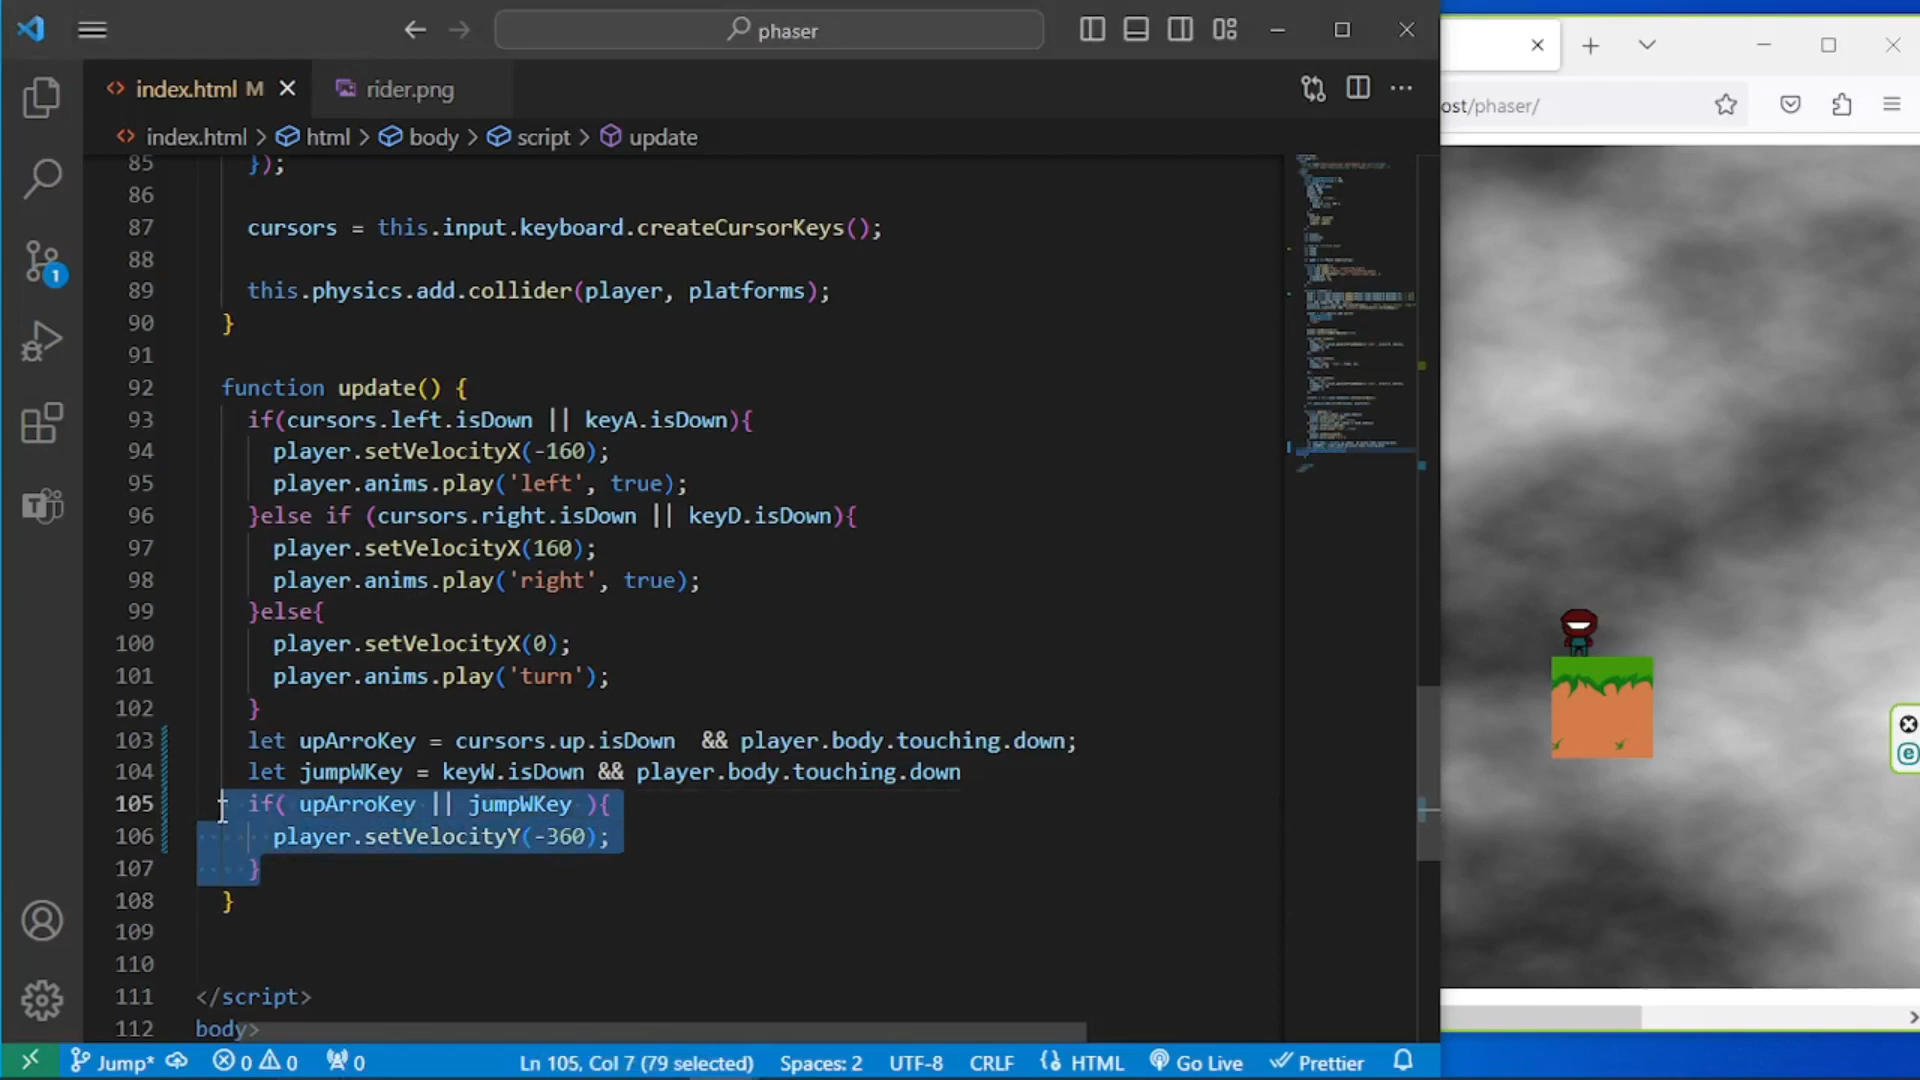 phaser
index.html M
rider.png
index.html > html > body > script > update
ost/phaser/
85 });
86
87 cursors = this.input.keyboard.createCursorKeys();
88
89 this.physics.add.collider(player, platforms);
90 }
91
92 function update() {
93 if(cursors.left.isDown || keyA.isDown){
94 player.setVelocityX(-160);
95 player.anims.play('left', true);
96 }else if (cursors.right.isDown || keyD.isDown){
97 player.setVelocityX(160);
98 player.anims.play('right', true);
99 }else{
100 player.setVelocityX(0);
101 player.anims.play('turn');
102 }
103 let upArroKey = cursors.up.isDown  && player.body.touching.down;
104 let jumpWKey = keyW.isDown && player.body.touching.down
105 if( upArroKey || jumpWKey ){
106 player.setVelocityY(-360);
107 }
108 }
109
110
111 </script>
112 body>
1
Jump* 0 0 0 Ln 105, Col 7 (79 selected) Spaces: 2 UTF-8 CRLF HTML Go Live Prettier